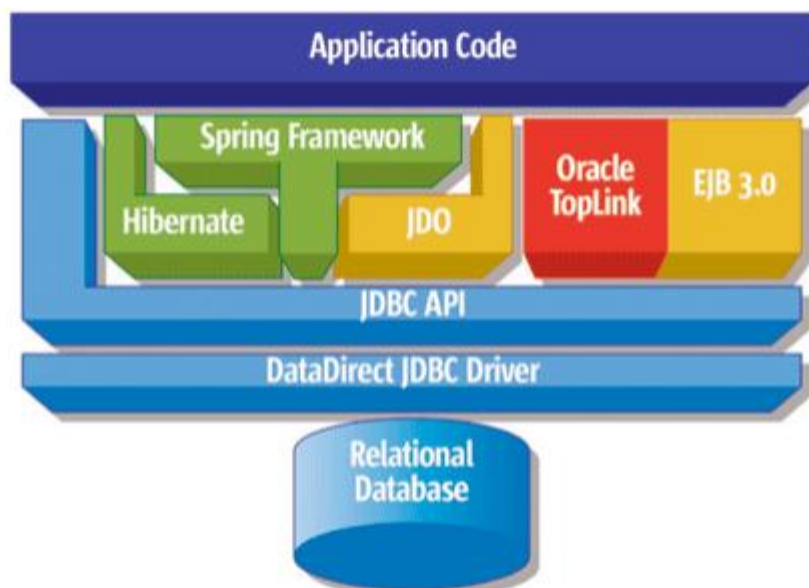 Application Code
Spring Framework
Hibernate
JDO
Oracle
TopLink
EJB 3.0
JDBC API
DataDirect JDBC Driver
Relational
Database